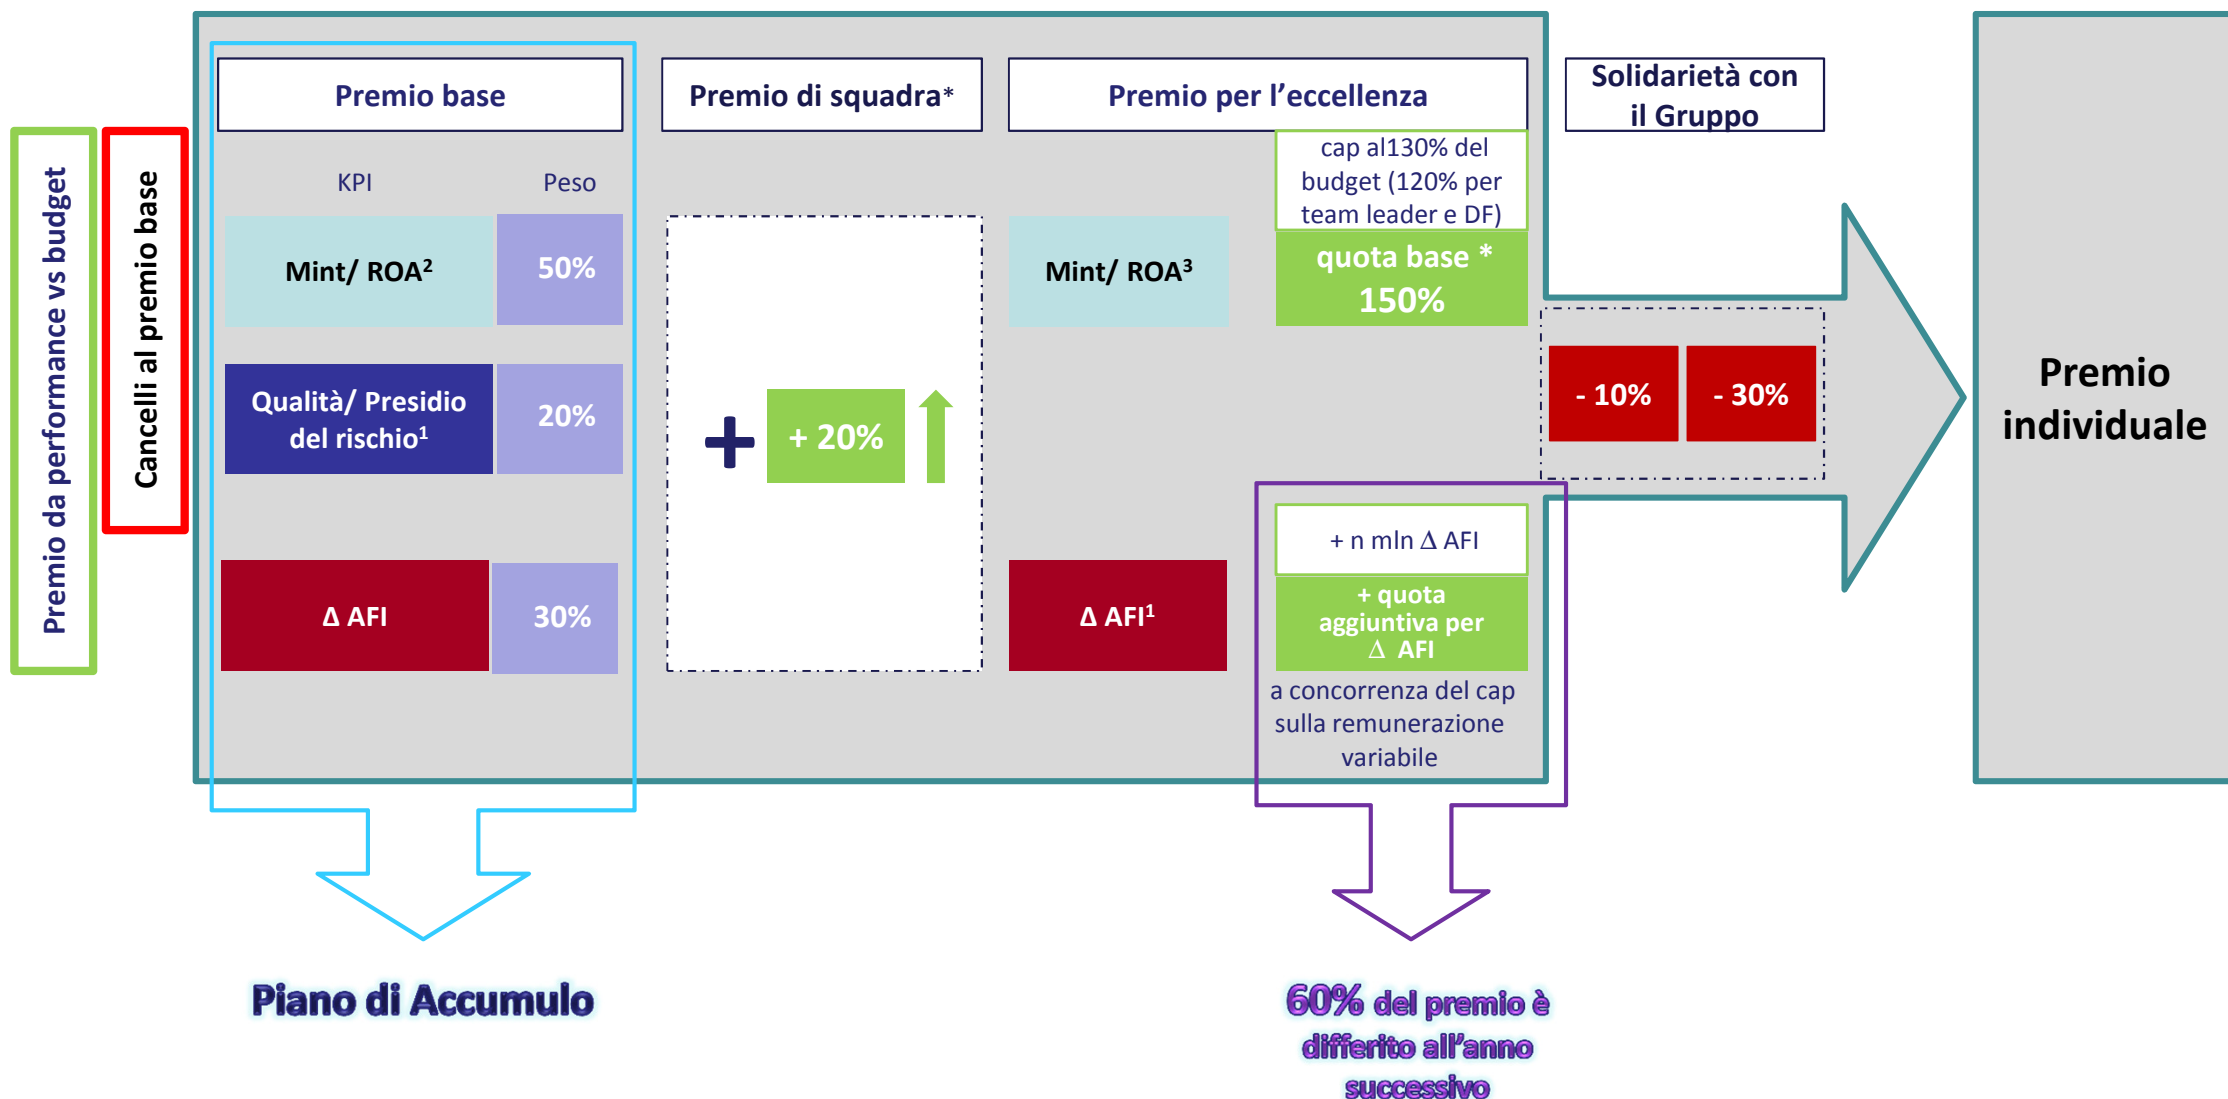 Premio da performance vs budget
Cancelli al premio base
Premio base
KPI
Peso
Mint/ ROA²
50%
Qualità/ Presidio
del rischio¹
20%
Δ AFI
30%
Premio di squadra*
+
+ 20%
Premio per l'eccellenza
cap al130% del
budget (120% per
team leader e DF)
Mint/ ROA³
quota base *
150%
+ n mln Δ AFI
Δ AFI¹
+ quota
aggiuntiva per
Δ AFI
a concorrenza del cap
sulla remunerazione
variabile
Solidarietà con
il Gruppo
- 10%
- 30%
Premio
individuale
Piano di Accumulo
60% del premio è
differito all'anno
successivo